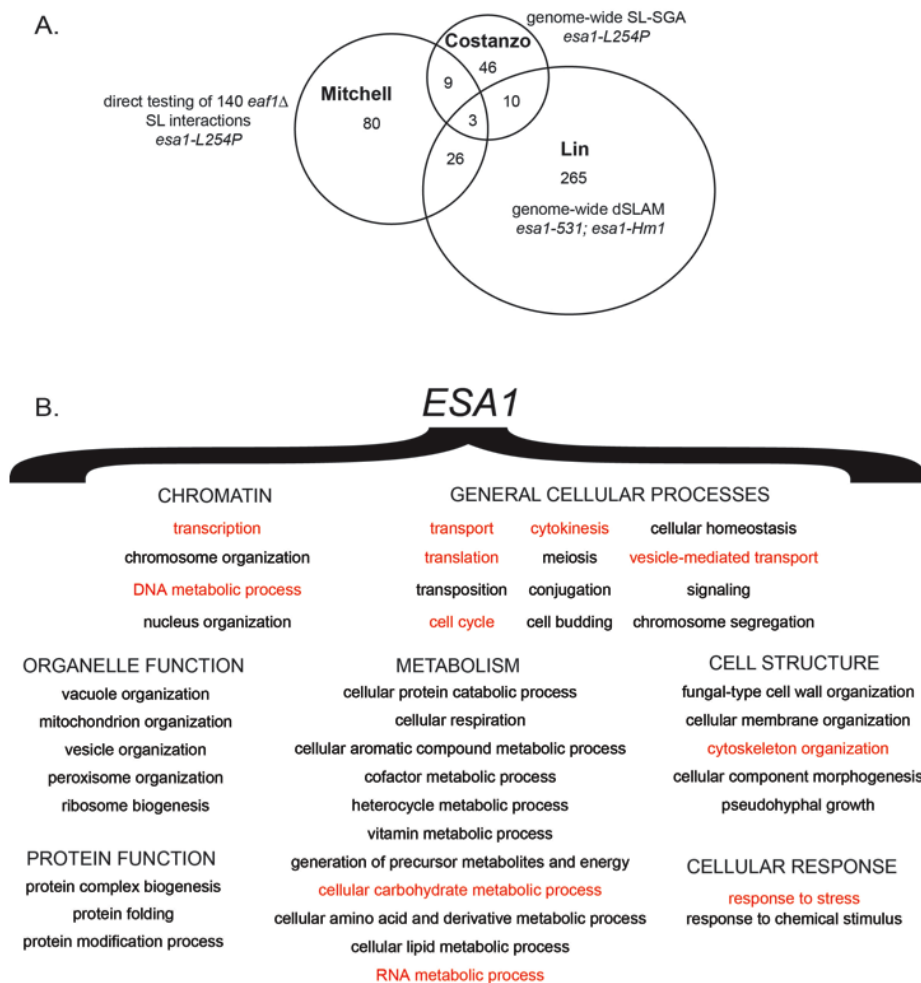 A.
genome-wide SL-SGA
esa1-L254P
Costanzo
46
9
10
Mitchell
80
3
26
direct testing of 140 eaf1Δ
SL interactions
esa1-L254P
Lin
265
genome-wide dSLAM
esa1-531; esa1-Hm1
B.
ESA1
CHROMATIN
transcription
chromosome organization
DNA metabolic process
nucleus organization
GENERAL CELLULAR PROCESSES
transport cytokinesis cellular homeostasis
translation meiosis vesicle-mediated transport
transposition conjugation signaling
cell cycle cell budding chromosome segregation
ORGANELLE FUNCTION
vacuole organization
mitochondrion organization
vesicle organization
peroxisome organization
ribosome biogenesis
METABOLISM
cellular protein catabolic process
cellular respiration
cellular aromatic compound metabolic process
cofactor metabolic process
heterocycle metabolic process
vitamin metabolic process
generation of precursor metabolites and energy
cellular carbohydrate metabolic process
cellular amino acid and derivative metabolic process
cellular lipid metabolic process
RNA metabolic process
CELL STRUCTURE
fungal-type cell wall organization
cellular membrane organization
cytoskeleton organization
cellular component morphogenesis
pseudohyphal growth
PROTEIN FUNCTION
protein complex biogenesis
protein folding
protein modification process
CELLULAR RESPONSE
response to stress
response to chemical stimulus